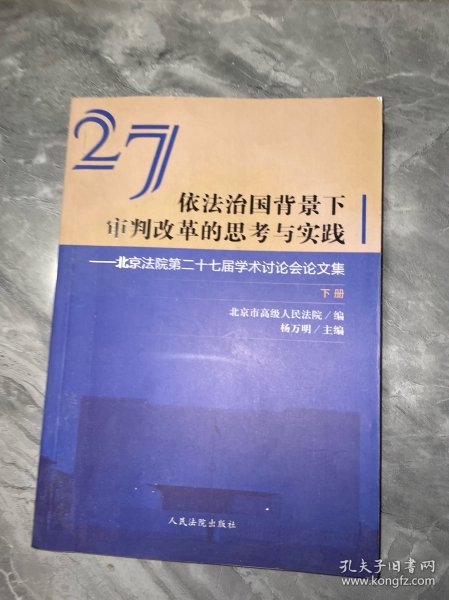 27
依法治国背景下
审判改革的思考与实践
——北京法院第二十七届学术讨论会论文集
下册
北京市高级人民法院/编
杨万明/主编
人民法院出版社
孔夫子旧书网
www.kongfz.com